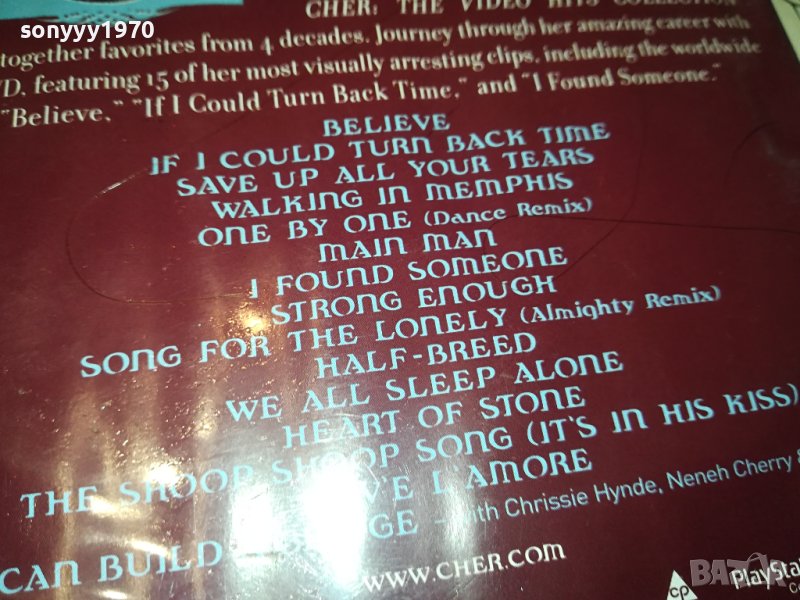 sonyyy1970
CHER: THE VIDEO HITS COLLECTION
together favorites from 4 decades. Journey through her amazing career with
VD, featuring 15 of her most visually arresting clips, including the worldwide
"Believe," "If I Could Turn Back Time," and "I Found Someone."
BELIEVE
IF I COULD TURN BACK TIME
SAVE UP ALL YOUR TEARS
WALKING IN MEMPHIS
ONE BY ONE (Dance Remix)
MAIN MAN
I FOUND SOMEONE
STRONG ENOUGH
SONG FOR THE LONELY (Almighty Remix)
HALF-BREED
WE ALL SLEEP ALONE
HEART OF STONE
THE SHOOP SHOOP SONG (IT'S IN HIS KISS)
'E L'AMORE
CAN BUILD GE – th Chrissie Hynde, Neneh Cherry &
WWW.CHER.COM
cp
PlaySta
BAZAR